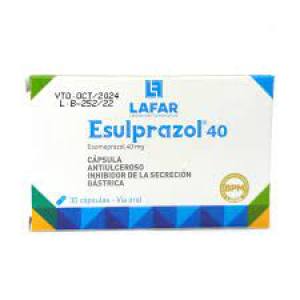 VTO-OCT/2024
L-B-252/22
LAFAR
Esulprazol® 40
Esomeprazol 40 mg
CÁPSULA
ANTIULCEROSO
INHIBIDOR DE LA SECRECIÓN
GÁSTRICA
BPM
cápsulas - Vía oral